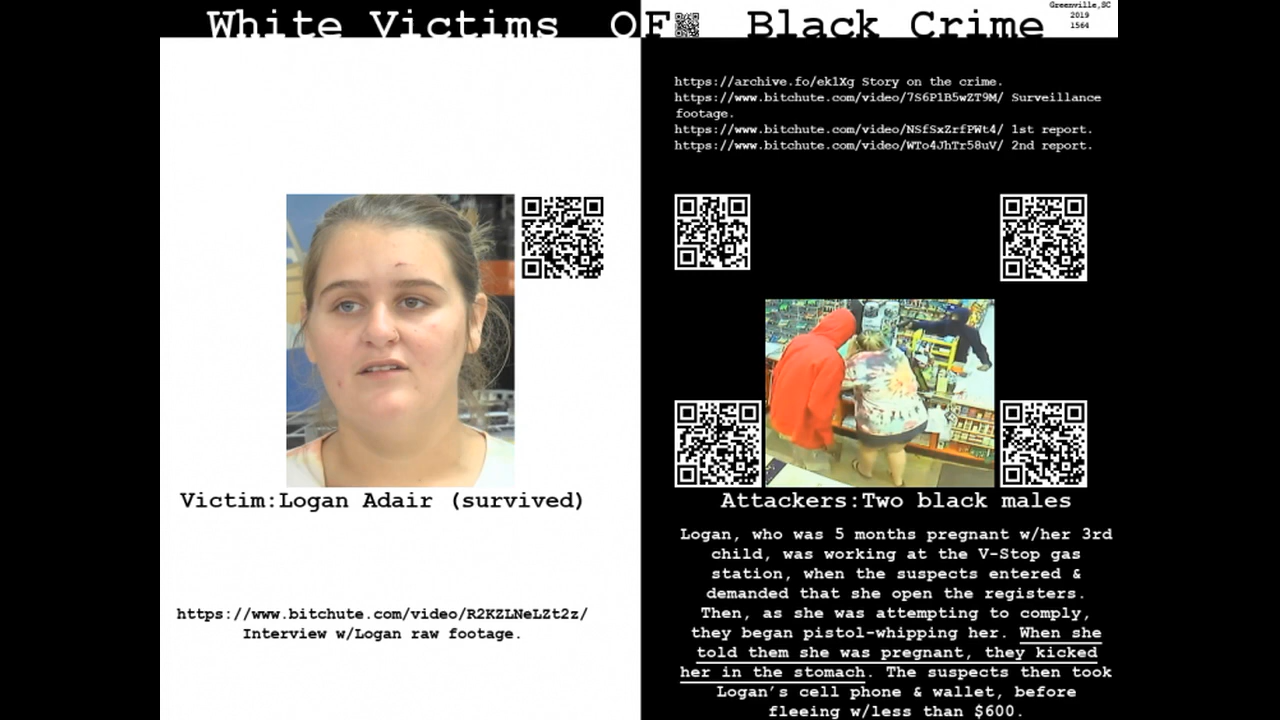 White Victims OF Black Crime
Greenville,SC
2019
1564
https://archive.fo/ek1Xg Story on the crime.
https://www.bitchute.com/video/7S6P1B5wZT9M/ Surveillance
footage.
https://www.bitchute.com/video/NSfSxZrfPWt4/ 1st report.
https://www.bitchute.com/video/WTo4JhTr58uV/ 2nd report.
Victim:Logan Adair (survived)
https://www.bitchute.com/video/R2KZLNeLZt2z/
Interview w/Logan raw footage.
Attackers:Two black males
Logan, who was 5 months pregnant w/her 3rd
child, was working at the V-Stop gas
station, when the suspects entered &
demanded that she open the registers.
Then, as she was attempting to comply,
they began pistol-whipping her. When she
told them she was pregnant, they kicked
her in the stomach. The suspects then took
Logan's cell phone & wallet, before
fleeing w/less than $600.